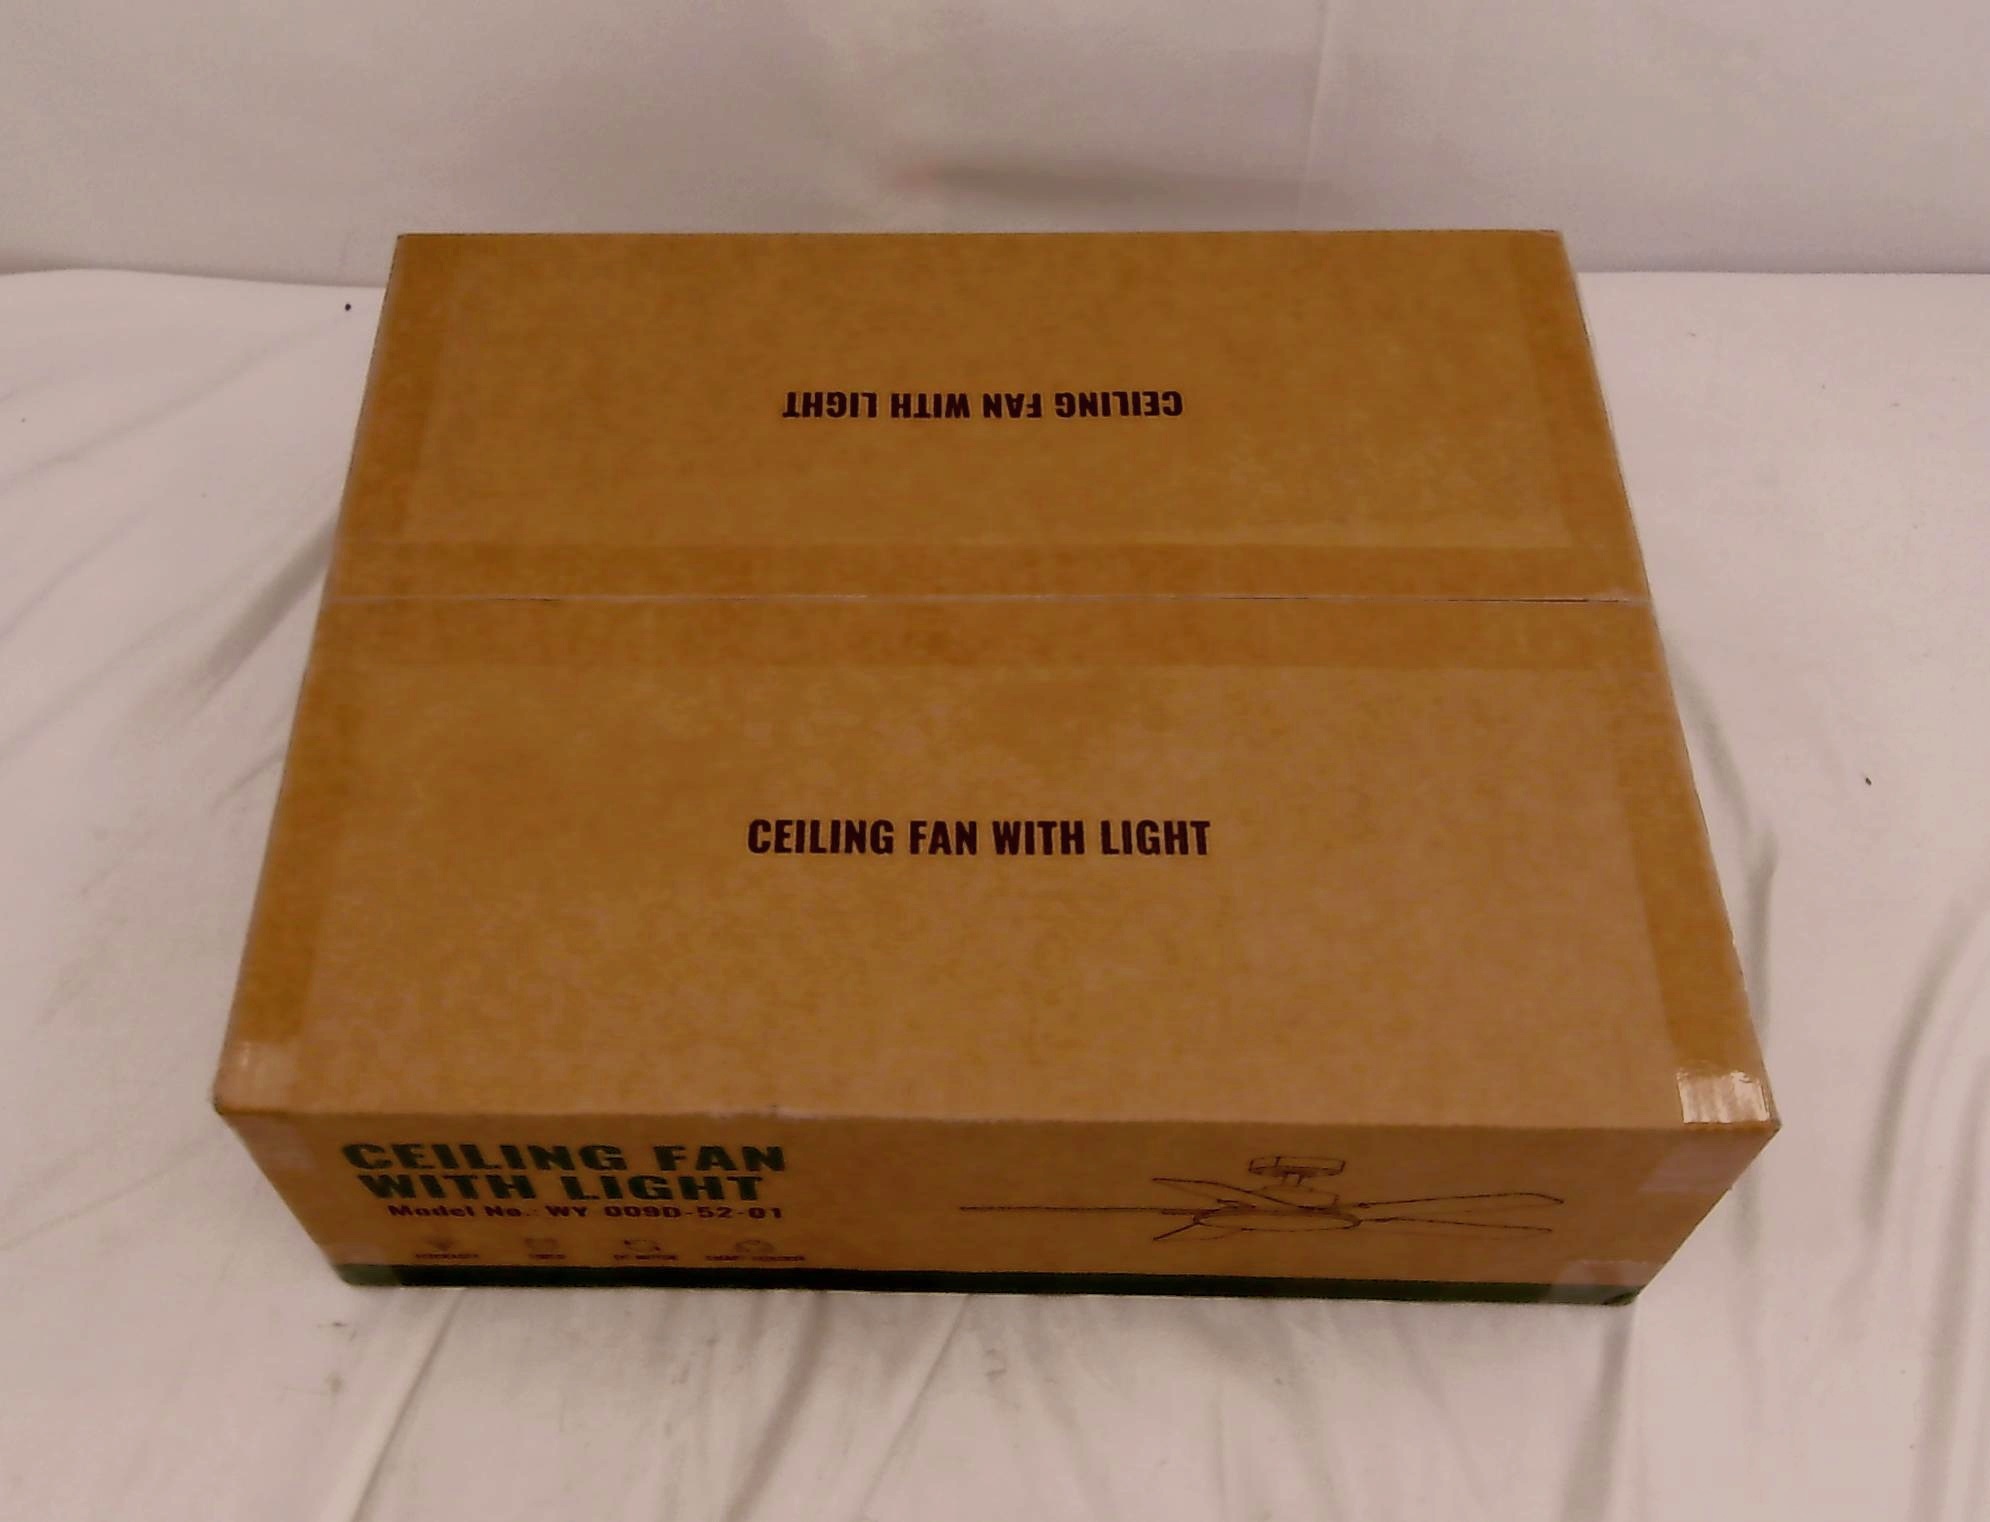 CEILING FAN WITH LIGHT
CEILING FAN WITH LIGHT
CEILING FAN
WITH LIGHT
Model No.: WY 009D-52-01